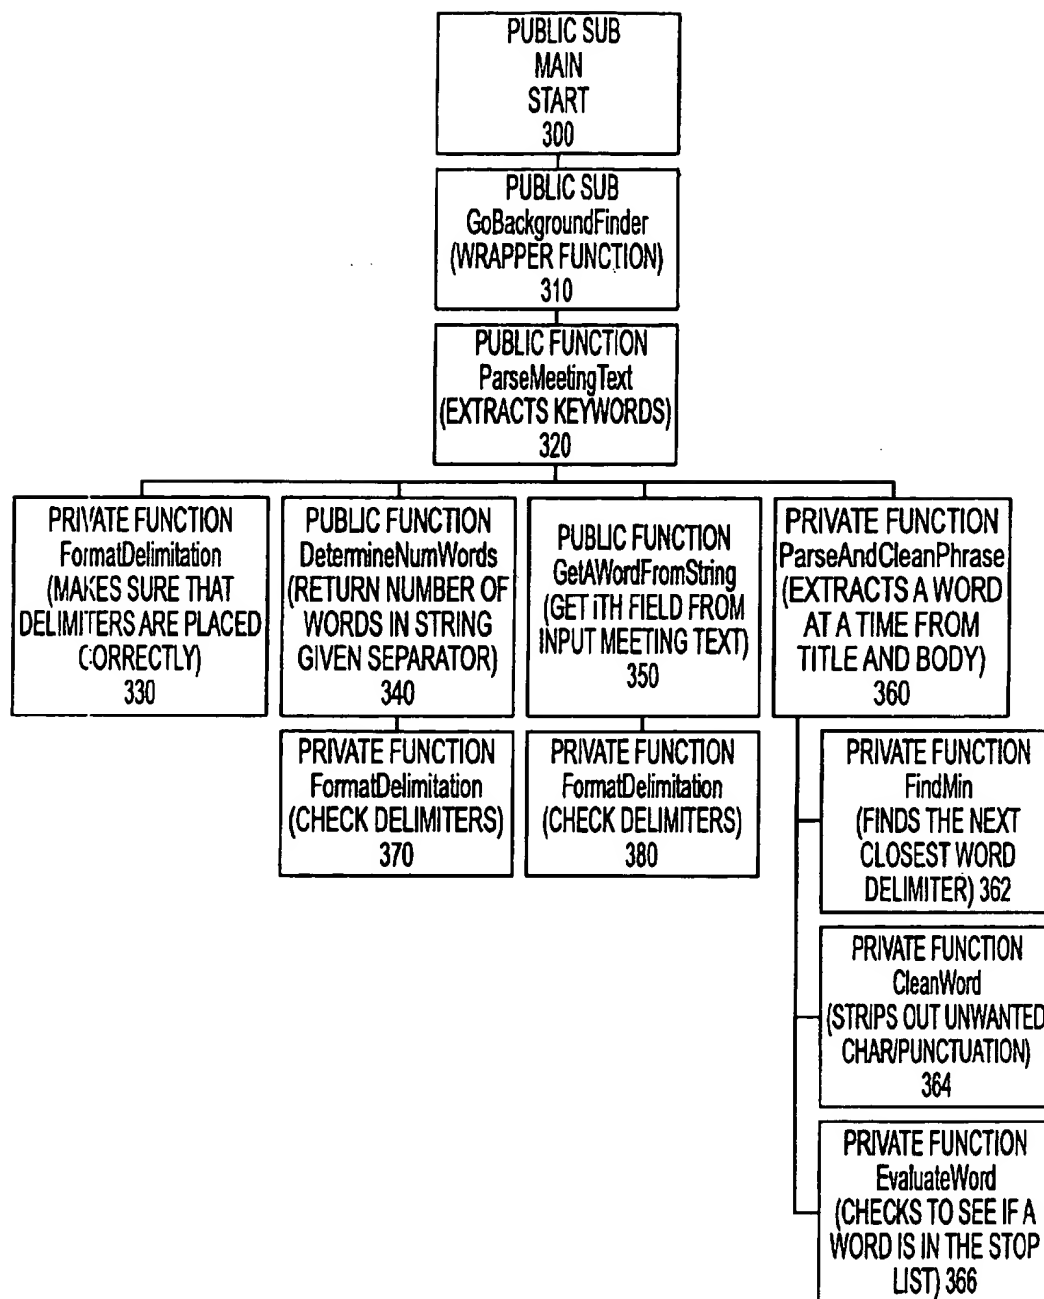 PUBLIC SUB
MAIN
START
300
PUBLIC SUB
GoBackgroundFinder
(WRAPPER FUNCTION)
310
PUBLIC FUNCTION
ParseMeetingText
(EXTRACTS KEYWORDS)
320
PRIVATE FUNCTION
FormatDelimitation
(MAKES SURE THAT
DELIMITERS ARE PLACED
CORRECTLY)
330
PUBLIC FUNCTION
DetermineNumWords
(RETURN NUMBER OF
WORDS IN STRING
GIVEN SEPARATOR)
340
PUBLIC FUNCTION
GetAWordFromString
(GET iTH FIELD FROM
INPUT MEETING TEXT)
350
PRIVATE FUNCTION
ParseAndCleanPhrase
(EXTRACTS A WORD
AT A TIME FROM
TITLE AND BODY)
360
PRIVATE FUNCTION
FormatDelimitation
(CHECK DELIMITERS)
370
PRIVATE FUNCTION
FormatDelimitation
(CHECK DELIMITERS)
380
PRIVATE FUNCTION
FindMin
(FINDS THE NEXT
CLOSEST WORD
DELIMITER) 362
PRIVATE FUNCTION
CleanWord
(STRIPS OUT UNWANTED
CHAR/PUNCTUATION)
364
PRIVATE FUNCTION
EvaluateWord
(CHECKS TO SEE IF A
WORD IS IN THE STOP
LIST) 366